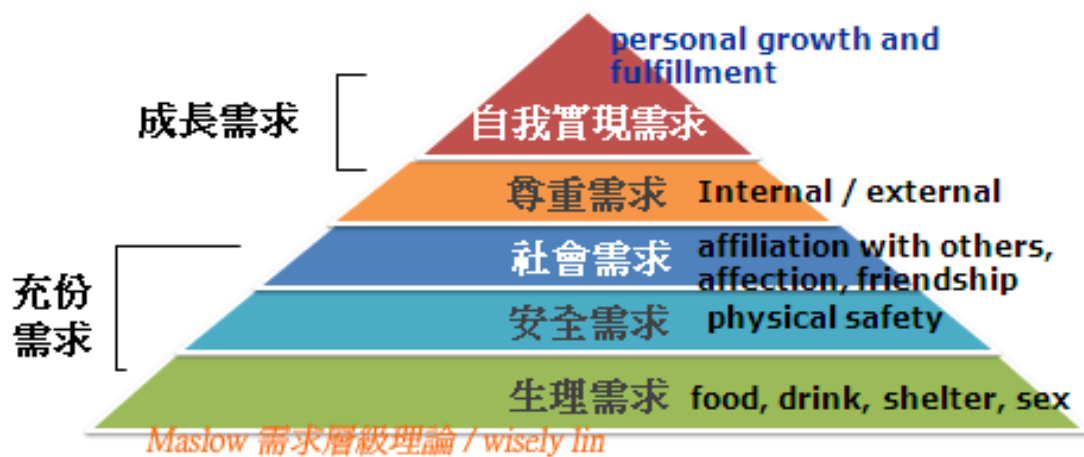 personal growth and
fulfillment
成長需求
自我實現需求
尊重需求 Internal / external
社會需求 affiliation with others,
affection, friendship
充份
需求
安全需求 physical safety
生理需求 food, drink, shelter, sex
Maslow 需求層級理論 / wisely lin